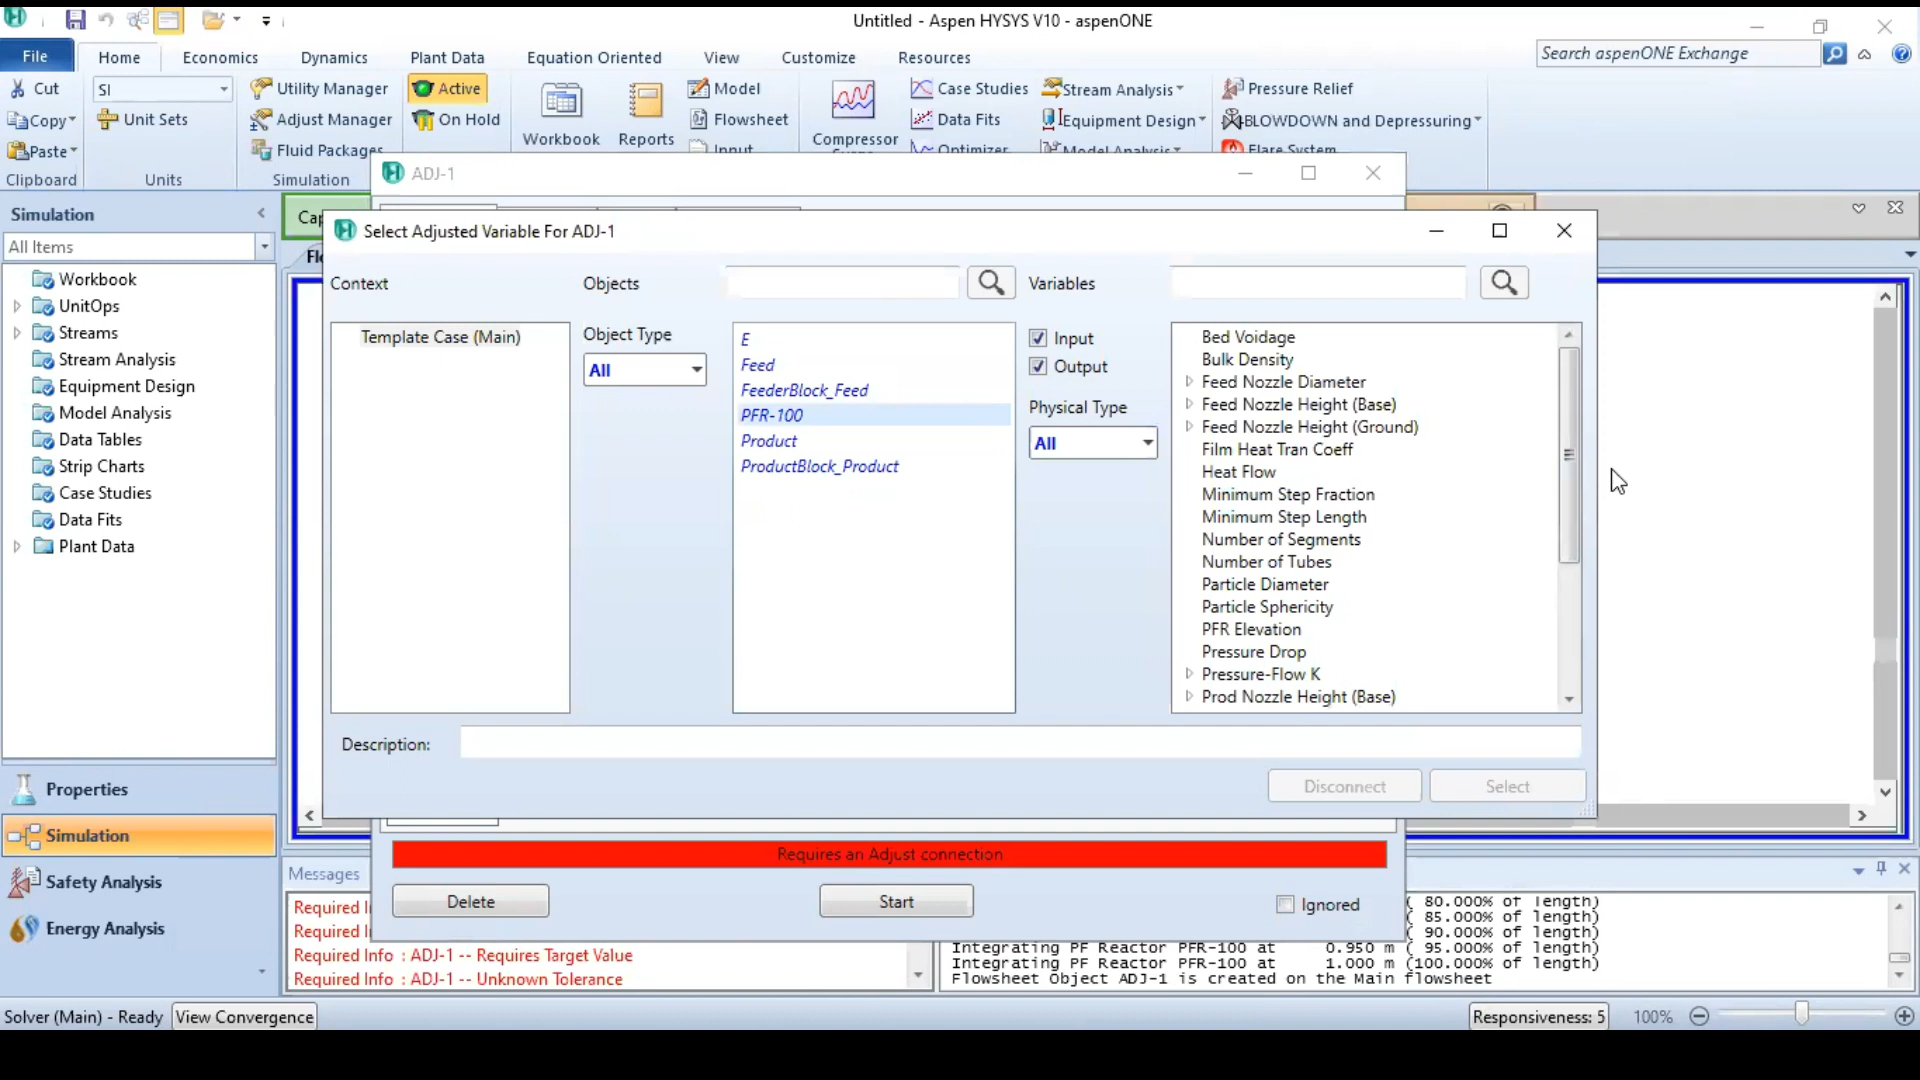 Untitled - Aspen HYSYS V10 - aspenONE
File
Home
Economics
Dynamics
Plant Data
Equation Oriented
View
Customize
Resources
Search aspenONE Exchange
Cut
Copy
Paste
Clipboard
SI
Unit Sets
Units
Utility Manager
Adjust Manager
Fluid Packages
Simulation
Active
On Hold
Workbook
Reports
Model
Flowsheet
Input
Compressor
Case Studies
Data Fits
Optimizer
Stream Analysis
Equipment Design
Model Analysis
Pressure Relief
BLOWDOWN and Depressuring
Flare System
ADJ-1
Simulation
All Items
Workbook
UnitOps
Streams
Stream Analysis
Equipment Design
Model Analysis
Data Tables
Strip Charts
Case Studies
Data Fits
Plant Data
Properties
Simulation
Safety Analysis
Energy Analysis
Select Adjusted Variable For ADJ-1
Context
Objects
Variables
Template Case (Main)
Object Type
All
E
Feed
FeederBlock_Feed
PFR-100
Product
ProductBlock_Product
Input
Output
Physical Type
All
Bed Voidage
Bulk Density
Feed Nozzle Diameter
Feed Nozzle Height (Base)
Feed Nozzle Height (Ground)
Film Heat Tran Coeff
Heat Flow
Minimum Step Fraction
Minimum Step Length
Number of Segments
Number of Tubes
Particle Diameter
Particle Sphericity
PFR Elevation
Pressure Drop
Pressure-Flow K
Prod Nozzle Height (Base)
Description:
Disconnect
Select
Requires an Adjust connection
Delete
Start
Ignored
Messages
Required I
Required I
Required Info : ADJ-1 -- Requires Target Value
Required Info : ADJ-1 -- Unknown Tolerance
( 80.000% of length)
( 85.000% of length)
( 90.000% of length)
Integrating PF Reactor PFR-100 at 0.950 m ( 95.000% of length)
Integrating PF Reactor PFR-100 at 1.000 m (100.000% of length)
Flowsheet Object ADJ-1 is created on the Main flowsheet
Solver (Main) - Ready
View Convergence
Responsiveness: 5
100%